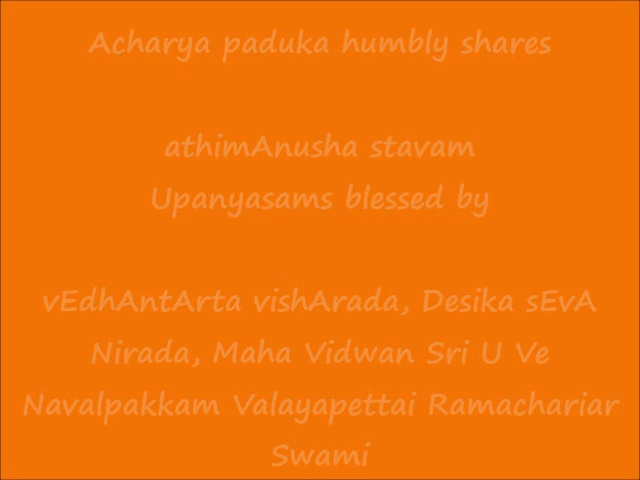 Acharya paduka humbly shares
athimAnusha stavam
Upanyasams blessed by
vEdhAntArta vishArada, Desika sEvA
Nirada, Maha Vidwan Sri U Ve
Navalpakkam Valayapettai Ramachariar
Swami